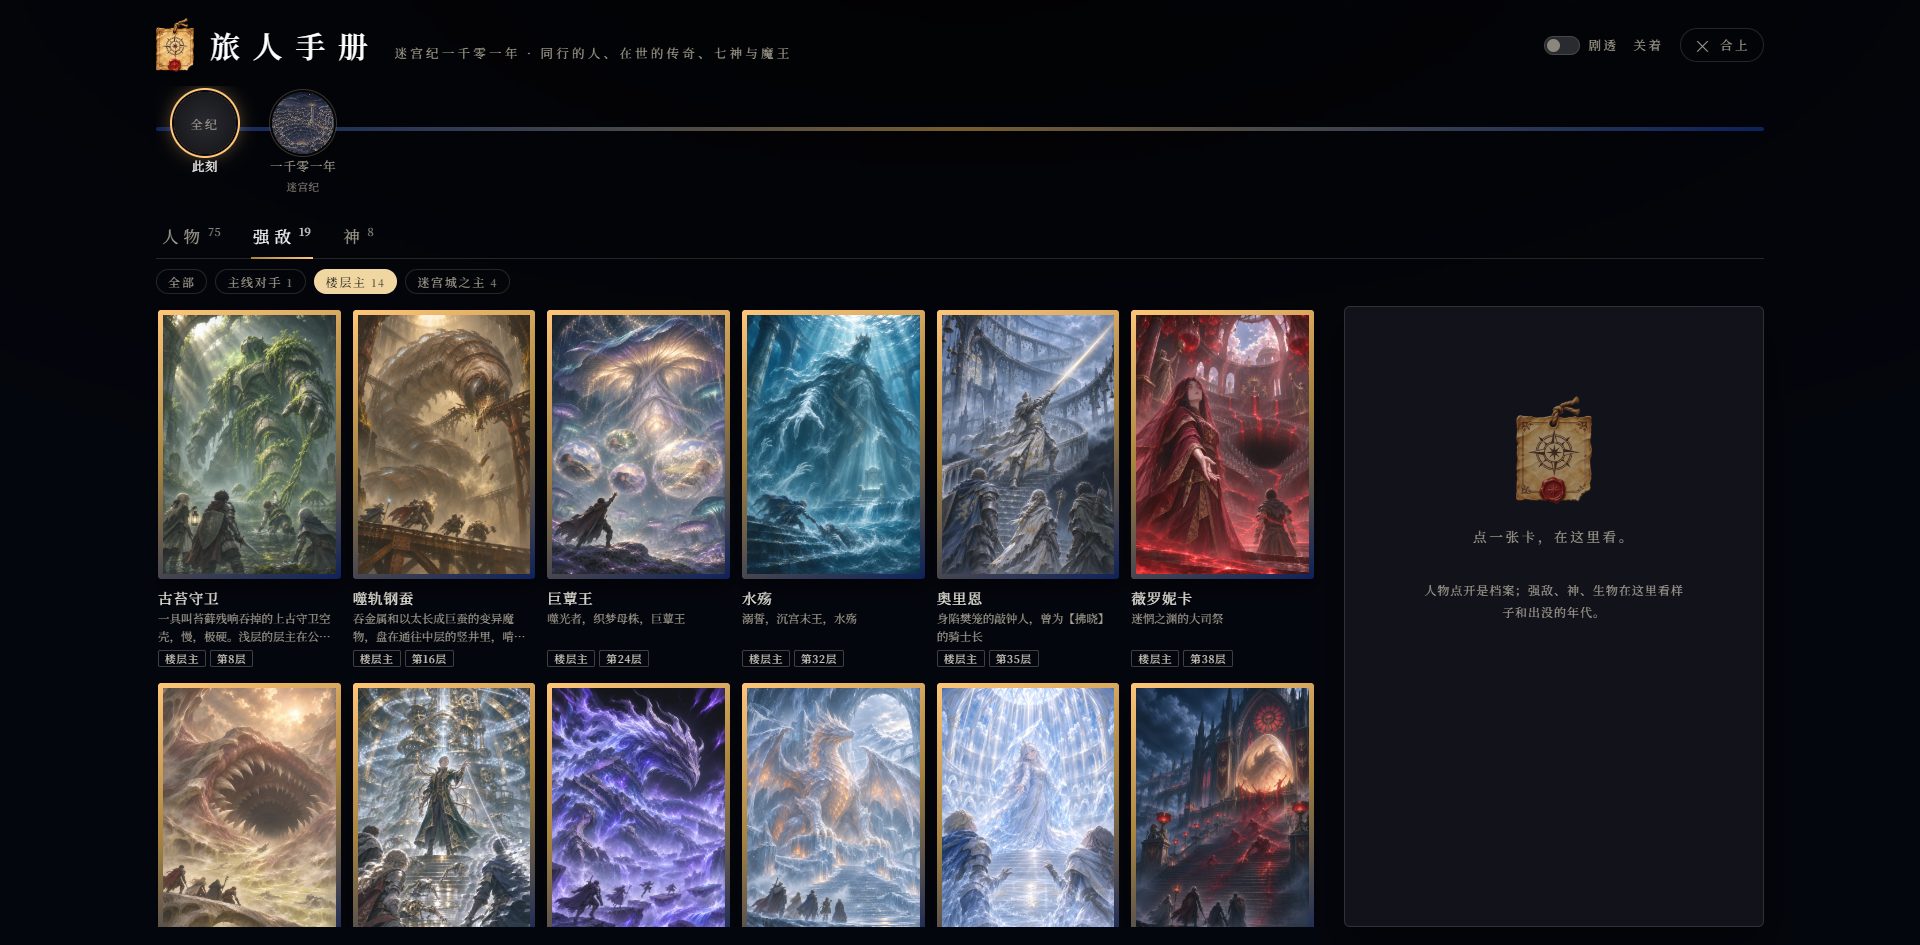 旅人手册
迷宫纪一千零一年 · 同行的人、在世的传奇、七神与魔王
剧透 关着
合上
全纪
此刻
一千零一年
迷宫纪
人物 75
强敌 19
神 8
全部
主线对手 1
楼层主 14
迷宫城之主 4
古苔守卫
一具叫苔藓残响吞掉的上古守卫空
壳，慢，极硬。浅层的层主在公…
楼层主 第8层
噬轨钢蚕
吞金属和以太长成巨蚕的变异魔
物，盘在通往中层的竖井里，啃…
楼层主 第16层
巨蕈王
噬光者，织梦母株，巨蕈王
楼层主 第24层
水殇
溺誓，沉宫末王，水殇
楼层主 第32层
奥里恩
身陷樊笼的敲钟人，曾为【拂晓】
的骑士长
楼层主 第35层
薇罗妮卡
迷惘之渊的大司祭
楼层主 第38层
点一张卡，在这里看。
人物点开是档案；强敌、神、生物在这里看样
子和出没的年代。